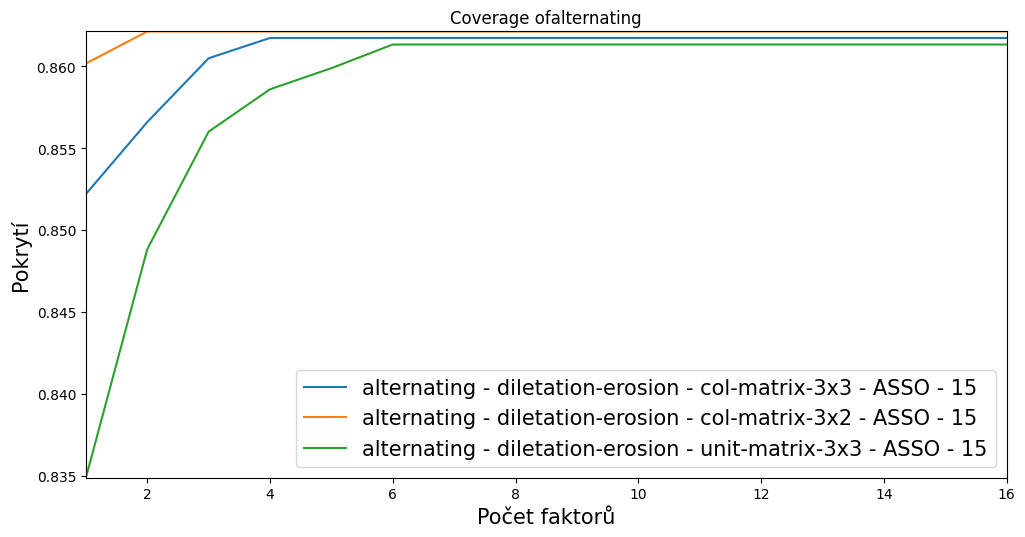 Coverage ofalternating
0.860
0.855
0.850
0.845
0.840
0.835
Pokrytí
alternating - diletation-erosion - col-matrix-3x3 - ASSO - 15
alternating - diletation-erosion - col-matrix-3x2 - ASSO - 15
alternating - diletation-erosion - unit-matrix-3x3 - ASSO - 15
2 4 6 8 10 12 14 16
Počet faktorů